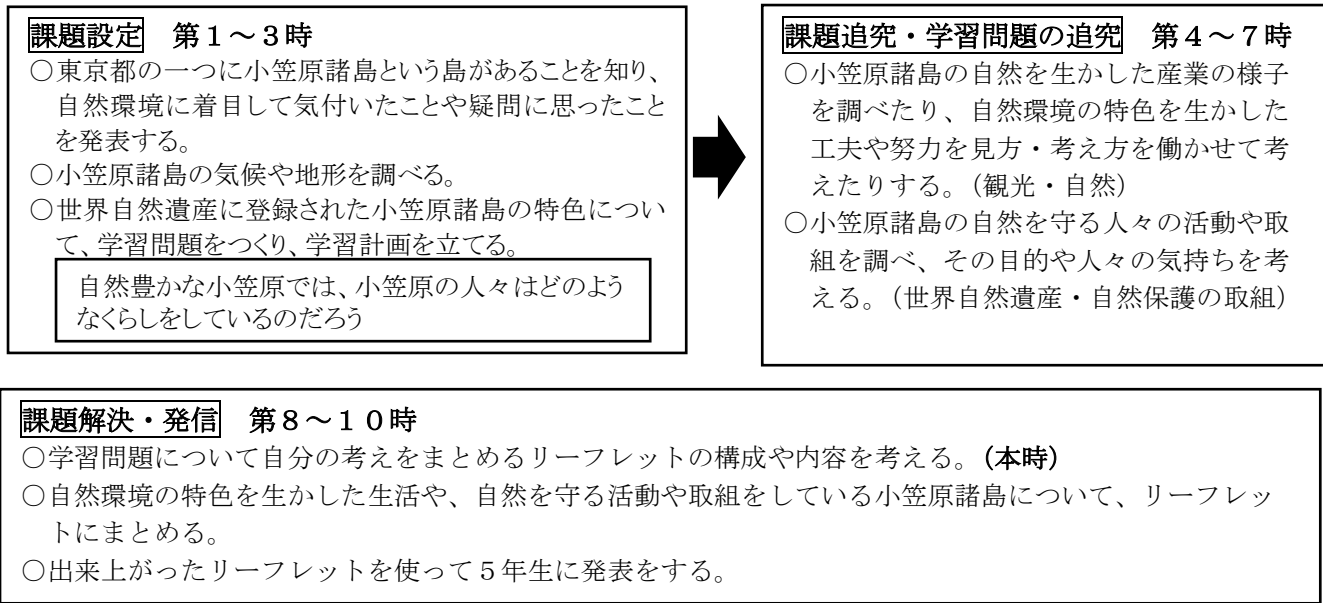 課題設定　第１～３時
○東京都の一つに小笠原諸島という島があることを知り、
自然環境に着目して気付いたことや疑問に思ったこと
を発表する。
○小笠原諸島の気候や地形を調べる。
○世界自然遺産に登録された小笠原諸島の特色につい
て、学習問題をつくり、学習計画を立てる。
自然豊かな小笠原では、小笠原の人々はどのよう
なくらしをしているのだろう
課題追究・学習問題の追究　第４～７時
○小笠原諸島の自然を生かした産業の様子
を調べたり、自然環境の特色を生かした
工夫や努力を見方・考え方を働かせて考
えたりする。（観光・自然）
○小笠原諸島の自然を守る人々の活動や取
組を調べ、その目的や人々の気持ちを考
える。（世界自然遺産・自然保護の取組）
課題解決・発信　第８～１０時
○学習問題について自分の考えをまとめるリーフレットの構成や内容を考える。（本時）
○自然環境の特色を生かした生活や、自然を守る活動や取組をしている小笠原諸島について、リーフレッ
トにまとめる。
○出来上がったリーフレットを使って５年生に発表をする。